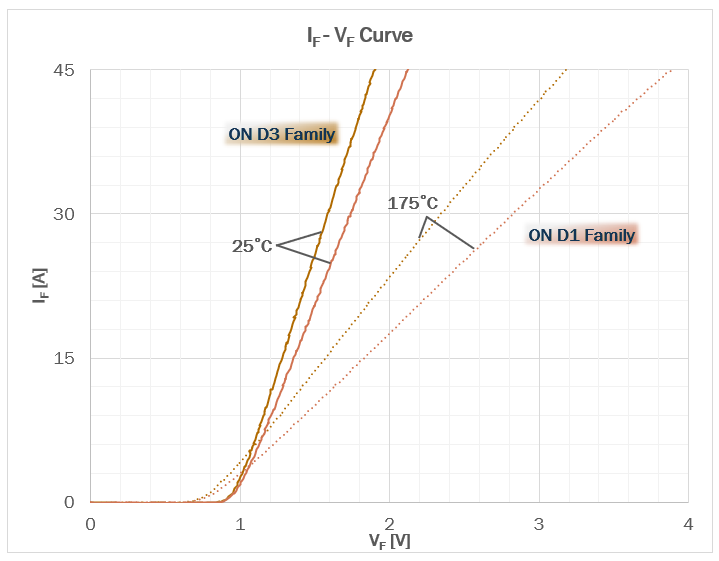 IF - VF Curve
45
ON D3 Family
175°C
30
ON D1 Family
25°C
IF [A]
15
0
0 1 2 3 4
VF [V]